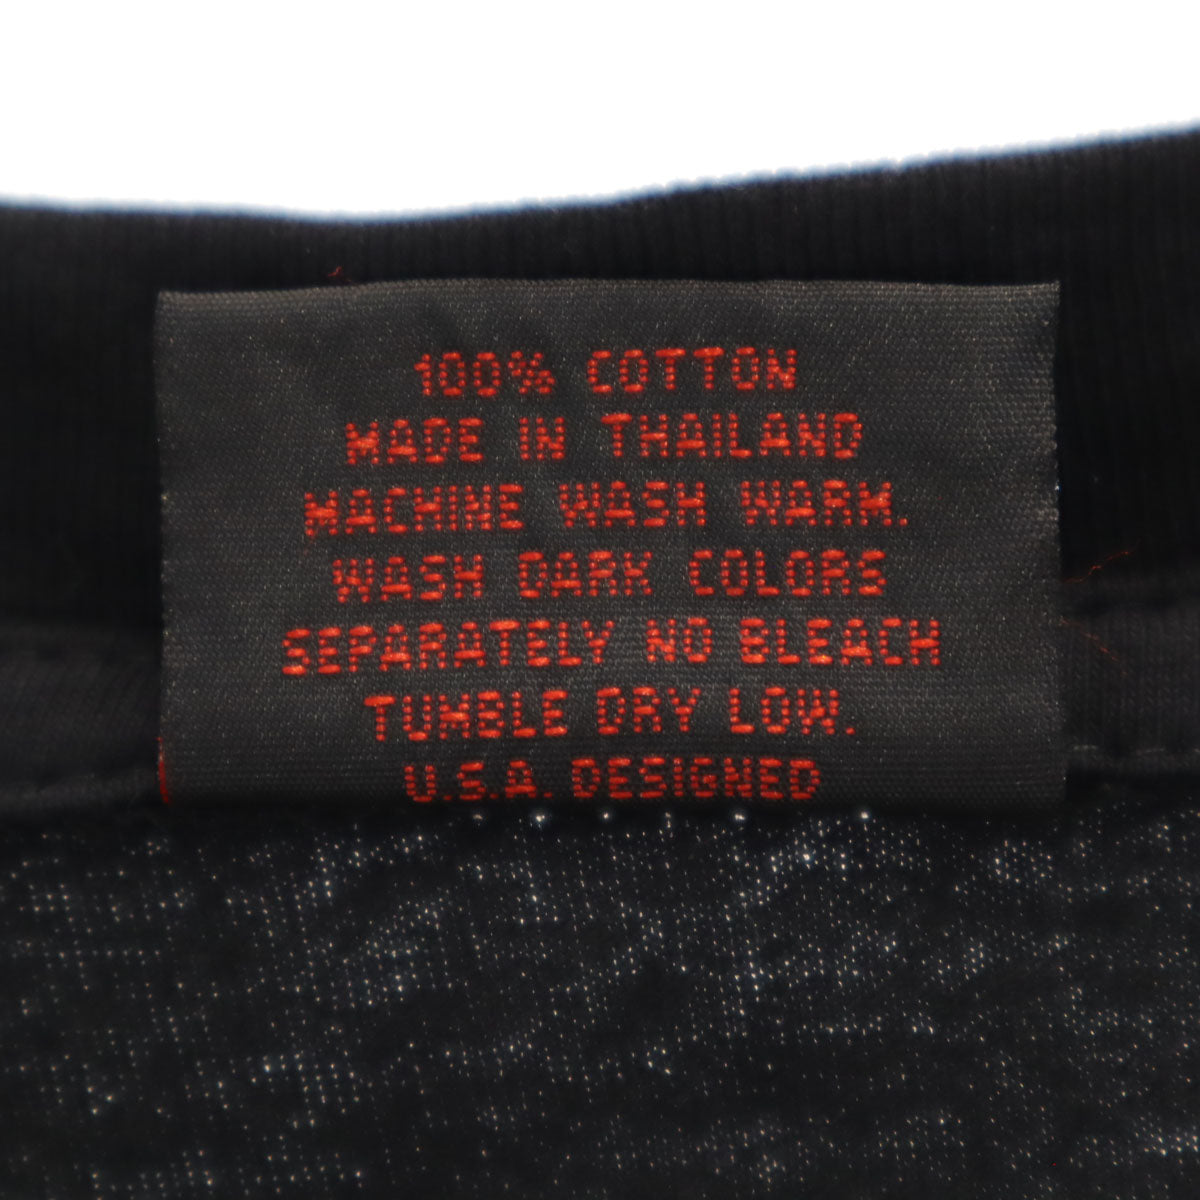 100% COTTON
MADE IN THAILAND
MACHINE WASH WARM.
WASH DARK COLORS
SEPARATELY NO BLEACH
TUMBLE DRY LOW.
U.S.A. DESIGNED